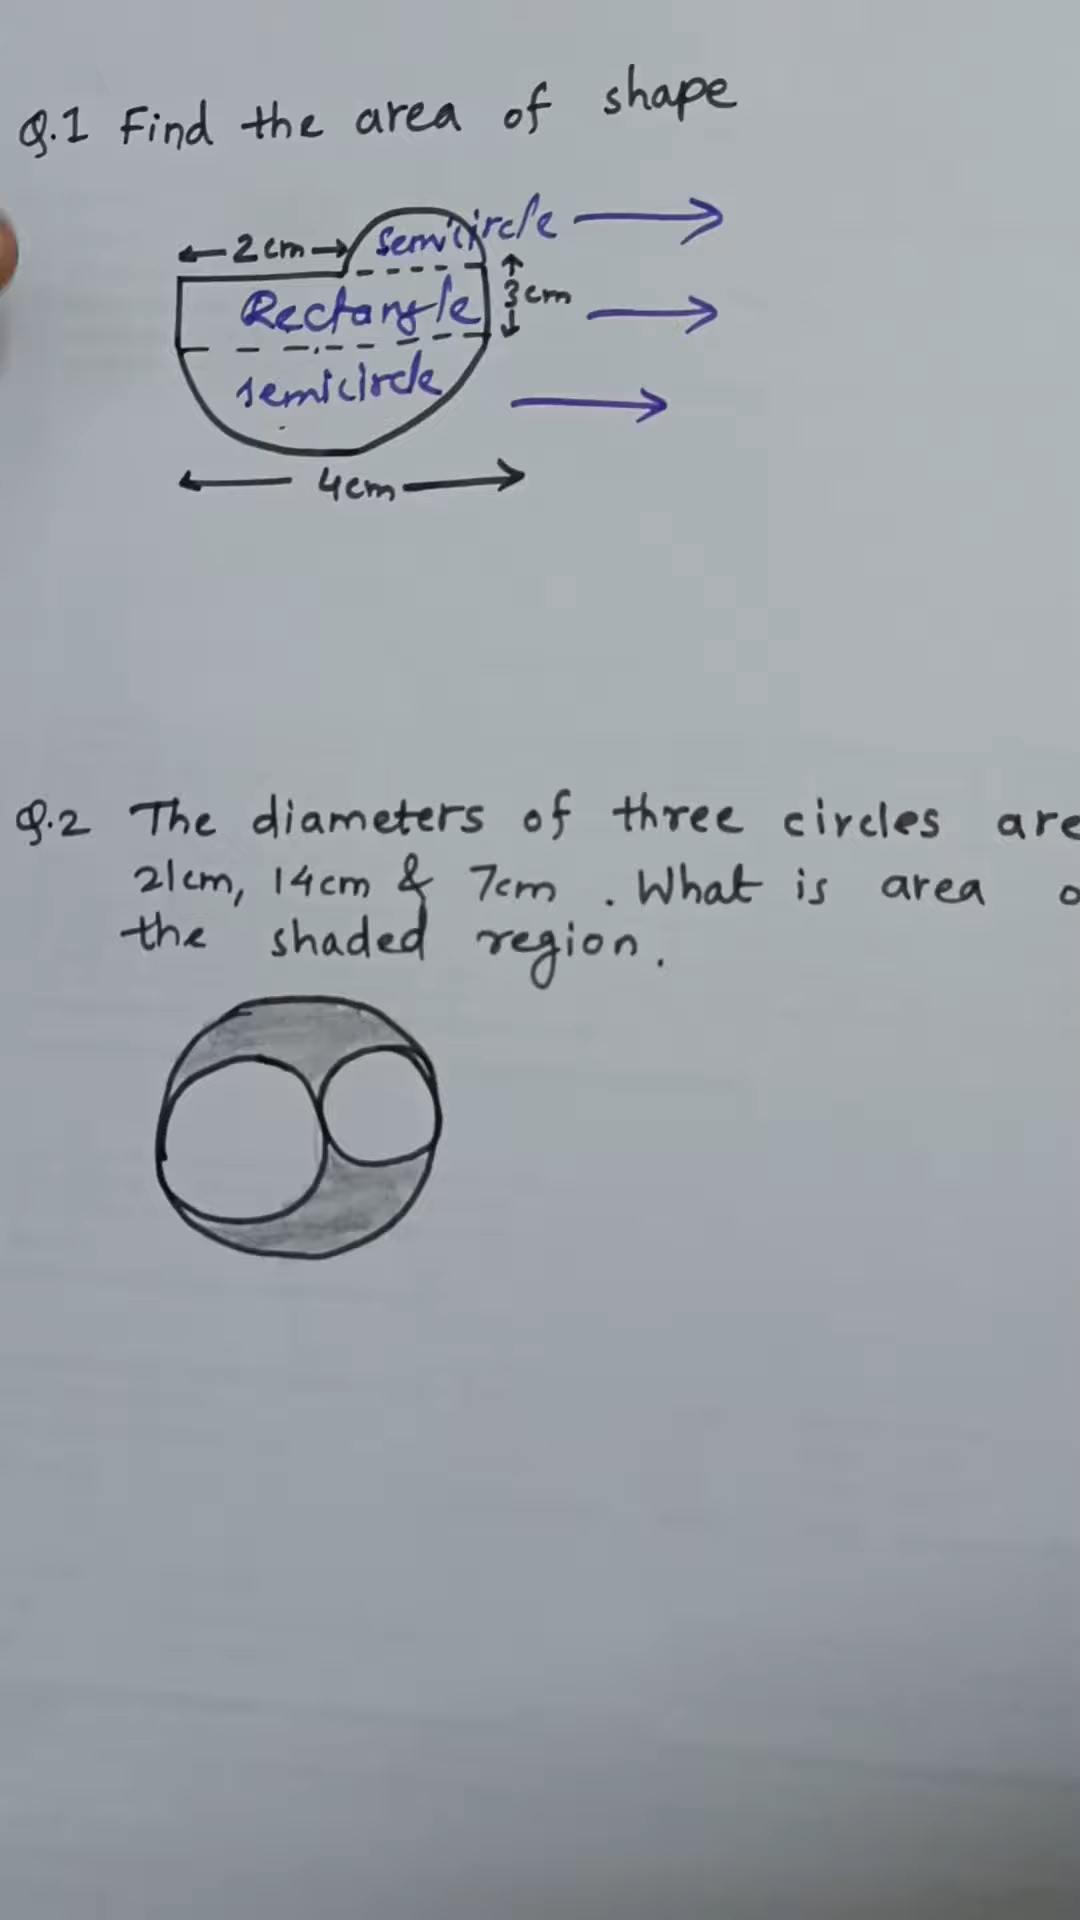 Q.1 Find the area of shape
semicircle
2cm
3cm
Rectangle
semicircle
4cm
Q.2 The diameters of three circles are
21cm, 14cm & 7cm. What is area
the shaded region.